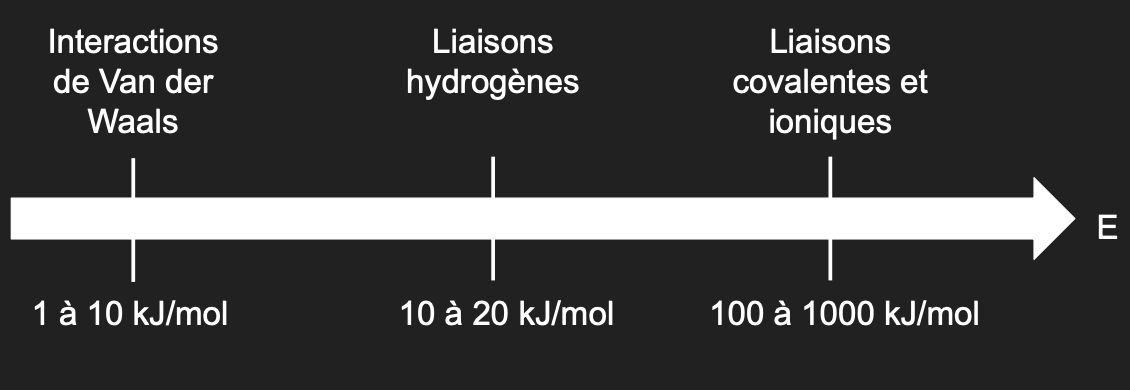 Interactions
de Van der
Waals
Liaisons
hydrogènes
Liaisons
covalentes et
ioniques
E
1 à 10 kJ/mol
10 à 20 kJ/mol
100 à 1000 kJ/mol